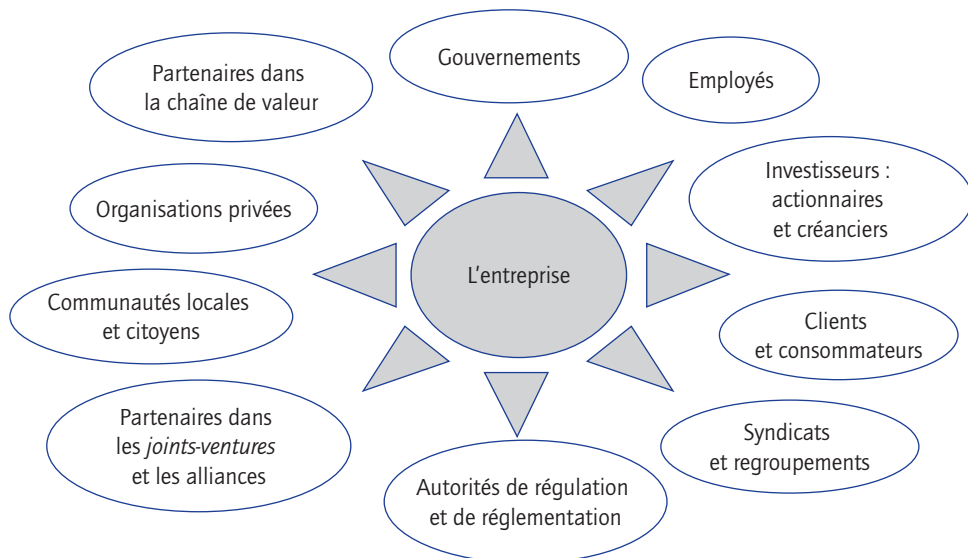 Gouvernements
Partenaires dans
la chaîne de valeur
Employés
Investisseurs :
actionnaires
et créanciers
Organisations privées
L'entreprise
Communautés locales
et citoyens
Clients
et consommateurs
Partenaires dans
les joints-ventures
et les alliances
Syndicats
et regroupements
Autorités de régulation
et de réglementation